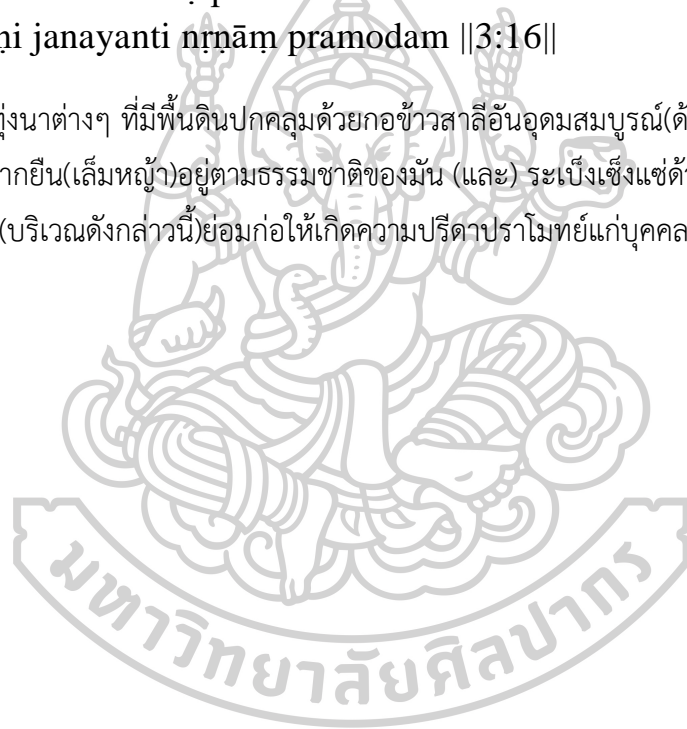 ṇi janayanti nṛṇāṃ pramodam ||3:16||
ทุ่งนาต่างๆ ที่มีพื้นดินปกคลุมด้วยกอข้าวสาลีอันอุดมสมบูรณ์(ด้
ากยืน(เล็มหญ้า)อยู่ตามธรรมชาติของมัน (และ) ระเบ็งเซ็งแซ่ด้
(บริเวณดังกล่าวนี้)ย่อมก่อให้เกิดความปรีดาปราโมทย์แก่บุคคล
มหาวิทยาลัยศิลปากร